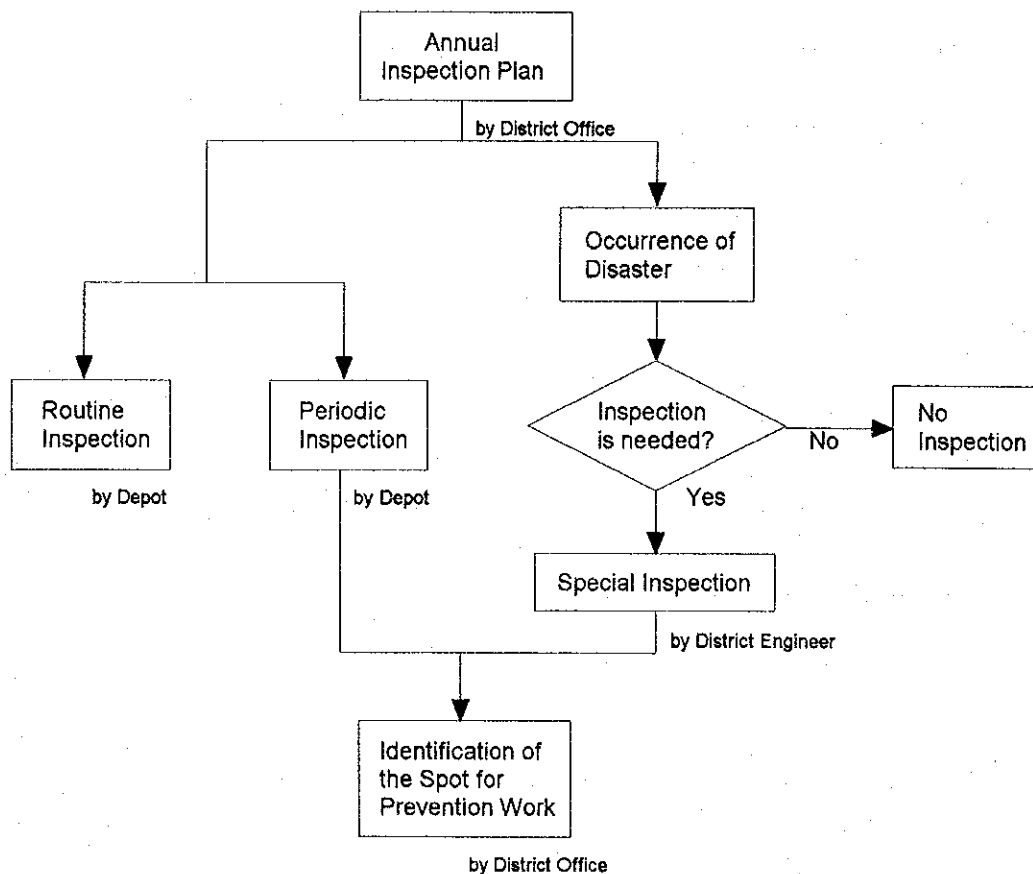 Annual
Inspection Plan
by District Office
Occurrence of
Disaster
Routine
Inspection
by Depot
Periodic
Inspection
by Depot
Inspection
is needed?
No
No
Inspection
Yes
Special Inspection
by District Engineer
Identification of
the Spot for
Prevention Work
by District Office